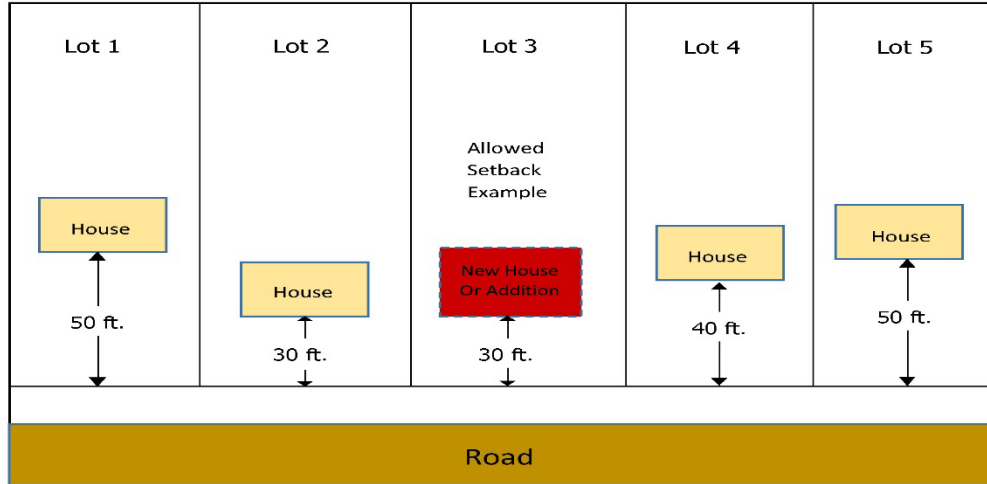 Lot 1
Lot 2
Lot 3
Lot 4
Lot 5
Allowed
Setback
Example
House
House
New House
Or Addition
House
House
50 ft.
30 ft.
30 ft.
40 ft.
50 ft.
Road